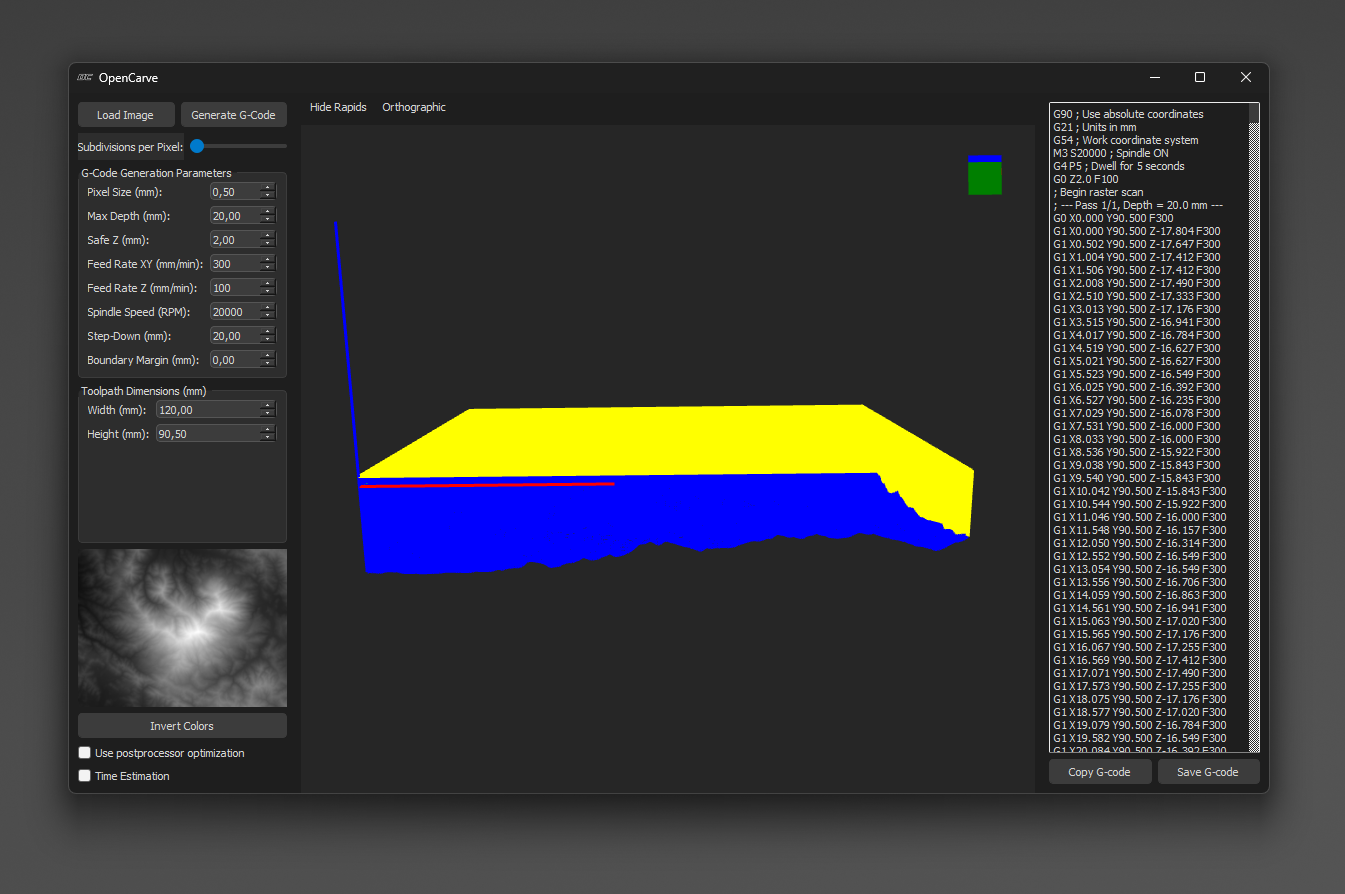 OpenCarve
Load Image
Generate G-Code
Subdivisions per Pixel:
G-Code Generation Parameters
Pixel Size (mm): 0,50
Max Depth (mm): 20,00
Safe Z (mm): 2,00
Feed Rate XY (mm/min): 300
Feed Rate Z (mm/min): 100
Spindle Speed (RPM): 20000
Step-Down (mm): 20,00
Boundary Margin (mm): 0,00
Toolpath Dimensions (mm)
Width (mm): 120,00
Height (mm): 90,50
Invert Colors
Use postprocessor optimization
Time Estimation
Hide Rapids
Orthographic
G90 ; Use absolute coordinates
G21 ; Units in mm
G54 ; Work coordinate system
M3 S20000 ; Spindle ON
G4 P5 ; Dwell for 5 seconds
G0 Z2.0 F100
; Begin raster scan
; --- Pass 1/1, Depth = 20.0 mm ---
G0 X0.000 Y90.500 F300
G1 X0.000 Y90.500 Z-17.804 F300
G1 X0.502 Y90.500 Z-17.647 F300
G1 X1.004 Y90.500 Z-17.412 F300
G1 X1.506 Y90.500 Z-17.412 F300
G1 X2.008 Y90.500 Z-17.490 F300
G1 X2.510 Y90.500 Z-17.333 F300
G1 X3.013 Y90.500 Z-17.176 F300
G1 X3.515 Y90.500 Z-16.941 F300
G1 X4.017 Y90.500 Z-16.784 F300
G1 X4.519 Y90.500 Z-16.627 F300
G1 X5.021 Y90.500 Z-16.627 F300
G1 X5.523 Y90.500 Z-16.549 F300
G1 X6.025 Y90.500 Z-16.392 F300
G1 X6.527 Y90.500 Z-16.235 F300
G1 X7.029 Y90.500 Z-16.078 F300
G1 X7.531 Y90.500 Z-16.000 F300
G1 X8.033 Y90.500 Z-16.000 F300
G1 X8.536 Y90.500 Z-15.922 F300
G1 X9.038 Y90.500 Z-15.843 F300
G1 X9.540 Y90.500 Z-15.843 F300
G1 X10.042 Y90.500 Z-15.843 F300
G1 X10.544 Y90.500 Z-15.922 F300
G1 X11.046 Y90.500 Z-16.000 F300
G1 X11.548 Y90.500 Z-16.157 F300
G1 X12.050 Y90.500 Z-16.314 F300
G1 X12.552 Y90.500 Z-16.549 F300
G1 X13.054 Y90.500 Z-16.549 F300
G1 X13.556 Y90.500 Z-16.706 F300
G1 X14.059 Y90.500 Z-16.863 F300
G1 X14.561 Y90.500 Z-16.941 F300
G1 X15.063 Y90.500 Z-17.020 F300
G1 X15.565 Y90.500 Z-17.176 F300
G1 X16.067 Y90.500 Z-17.255 F300
G1 X16.569 Y90.500 Z-17.412 F300
G1 X17.071 Y90.500 Z-17.490 F300
G1 X17.573 Y90.500 Z-17.255 F300
G1 X18.075 Y90.500 Z-17.176 F300
G1 X18.577 Y90.500 Z-17.020 F300
G1 X19.079 Y90.500 Z-16.784 F300
G1 X19.582 Y90.500 Z-16.549 F300
G1 X20.084 Y90.500 Z-16.392 F300
Copy G-code
Save G-code